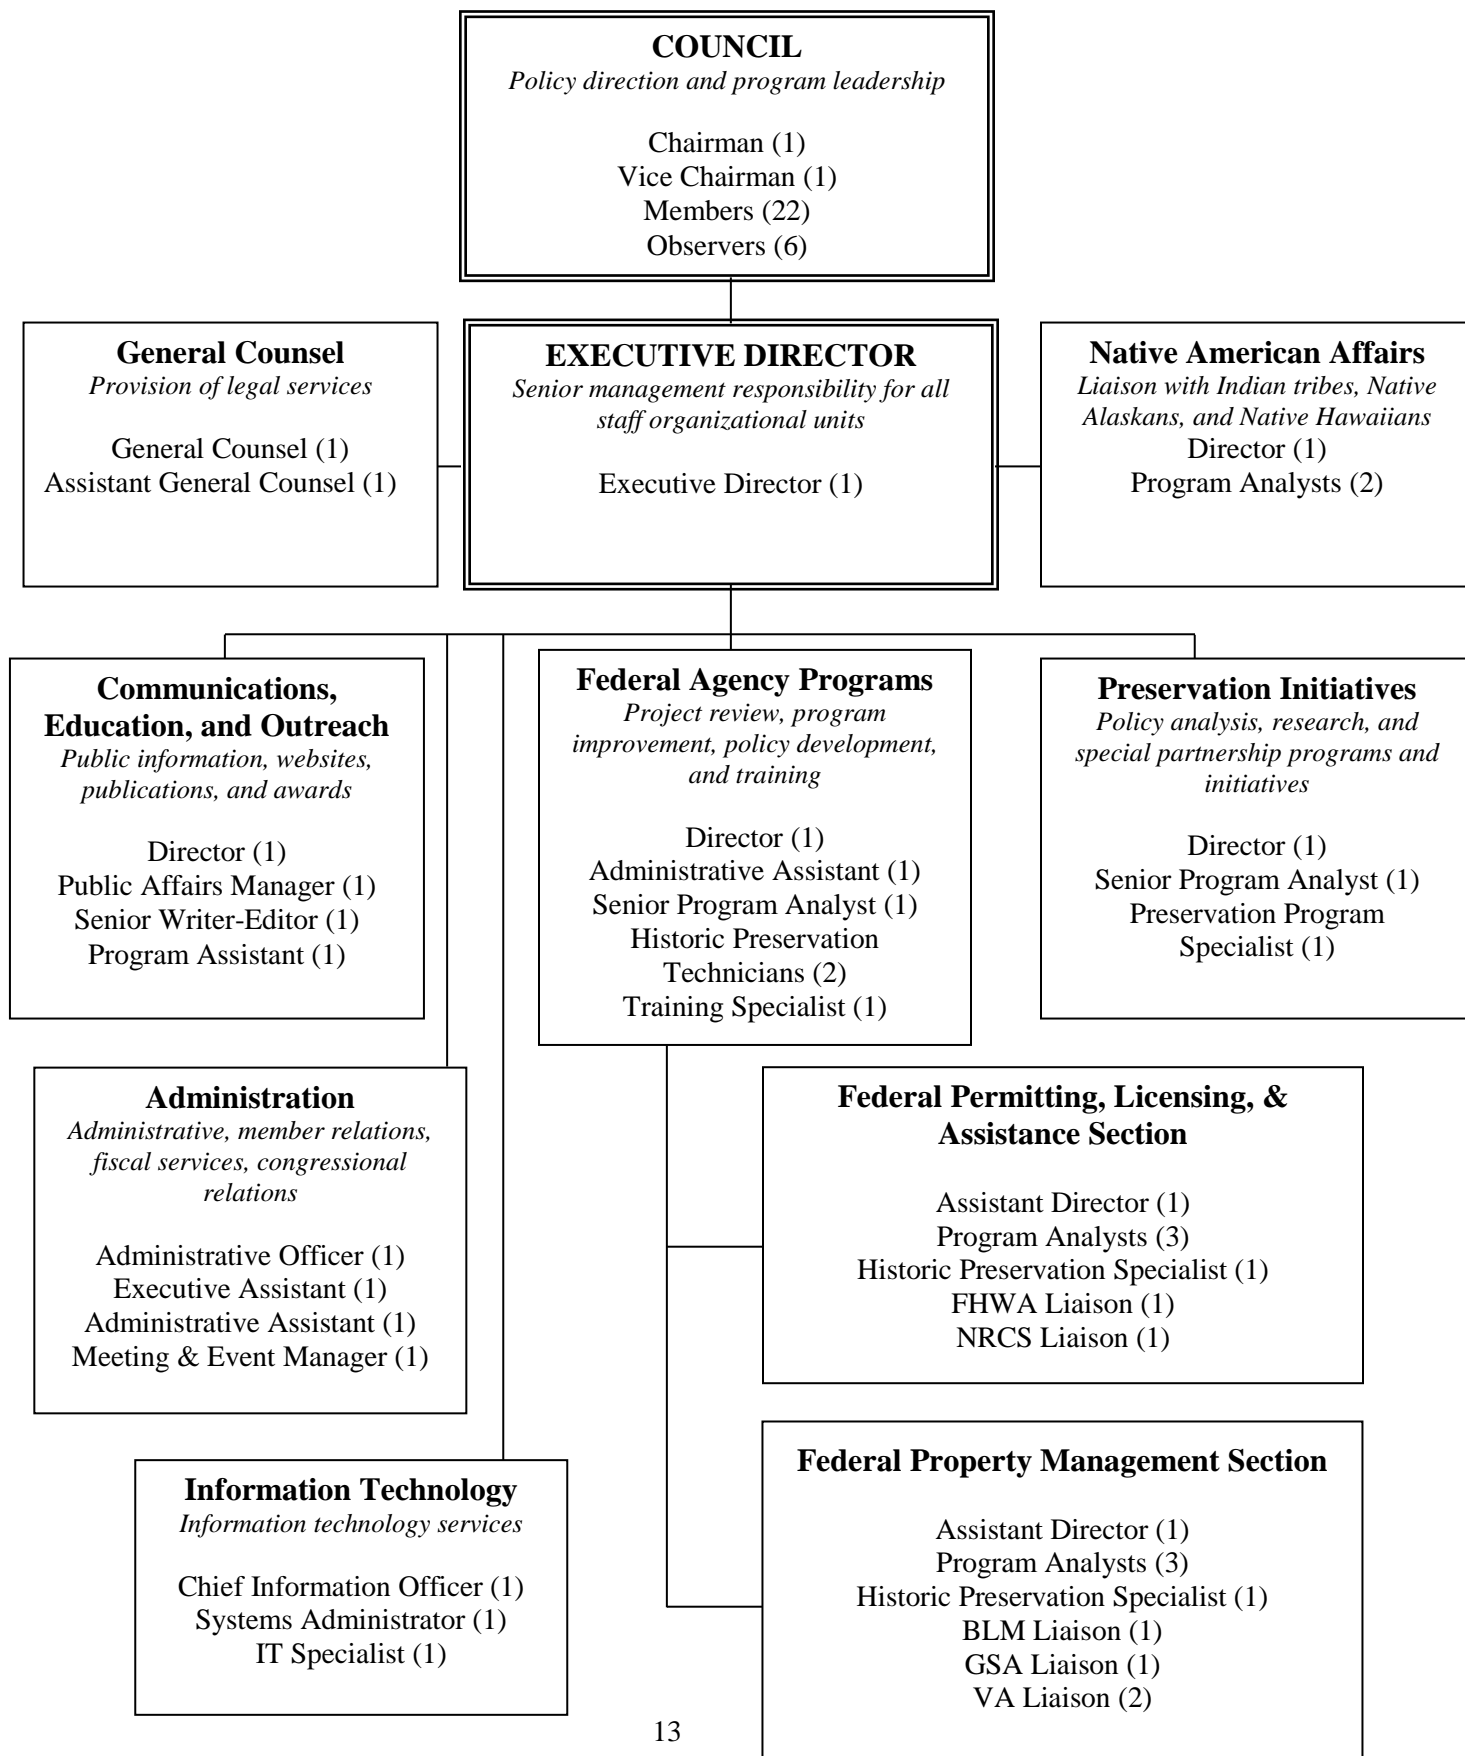 COUNCIL
Policy direction and program leadership
Chairman (1)
Vice Chairman (1)
Members (22)
Observers (6)
General Counsel
Provision of legal services
General Counsel (1)
Assistant General Counsel (1)
EXECUTIVE DIRECTOR
Senior management responsibility for all
staff organizational units
Executive Director (1)
Native American Affairs
Liaison with Indian tribes, Native
Alaskans, and Native Hawaiians
Director (1)
Program Analysts (2)
Communications,
Education, and Outreach
Public information, websites,
publications, and awards
Director (1)
Public Affairs Manager (1)
Senior Writer-Editor (1)
Program Assistant (1)
Federal Agency Programs
Project review, program
improvement, policy development,
and training
Director (1)
Administrative Assistant (1)
Senior Program Analyst (1)
Historic Preservation
Technicians (2)
Training Specialist (1)
Preservation Initiatives
Policy analysis, research, and
special partnership programs and
initiatives
Director (1)
Senior Program Analyst (1)
Preservation Program
Specialist (1)
Administration
Administrative, member relations,
fiscal services, congressional
relations
Administrative Officer (1)
Executive Assistant (1)
Administrative Assistant (1)
Meeting & Event Manager (1)
Federal Permitting, Licensing, &
Assistance Section
Assistant Director (1)
Program Analysts (3)
Historic Preservation Specialist (1)
FHWA Liaison (1)
NRCS Liaison (1)
Information Technology
Information technology services
Chief Information Officer (1)
Systems Administrator (1)
IT Specialist (1)
Federal Property Management Section
Assistant Director (1)
Program Analysts (3)
Historic Preservation Specialist (1)
BLM Liaison (1)
GSA Liaison (1)
VA Liaison (2)
13